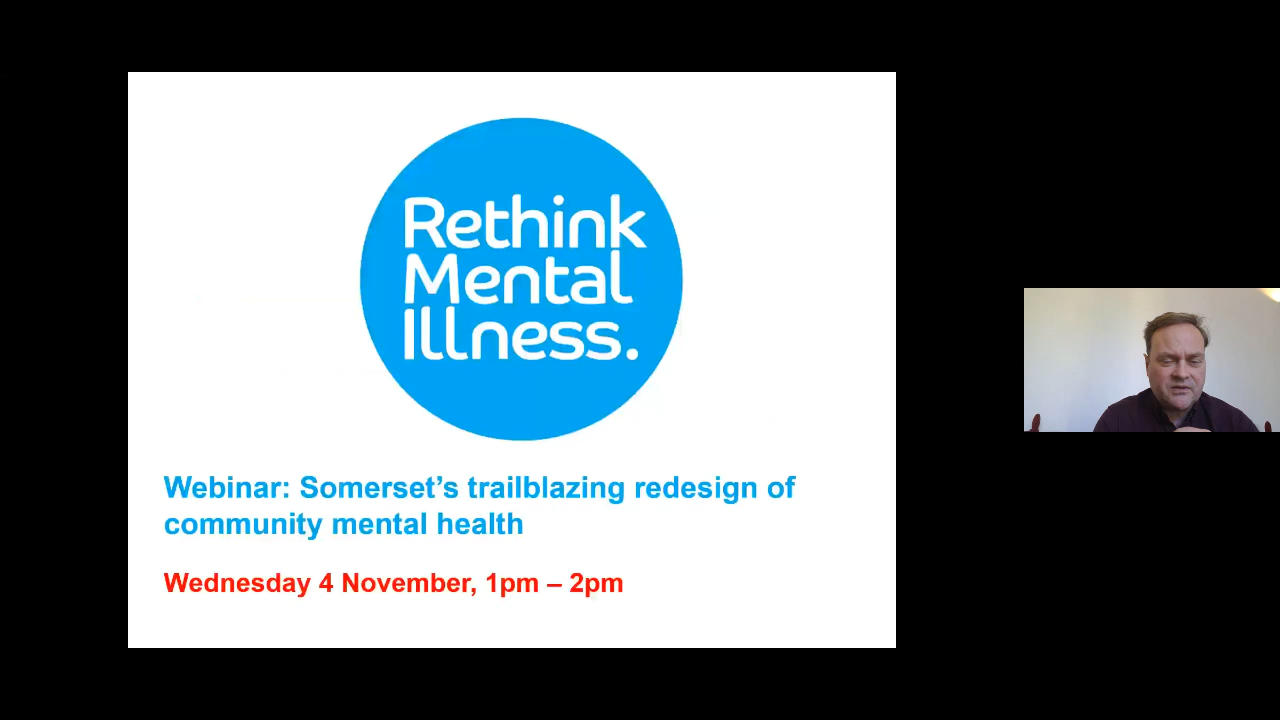 Rethink
Mental
Illness.
Webinar: Somerset’s trailblazing redesign of
community mental health
Wednesday 4 November, 1pm – 2pm